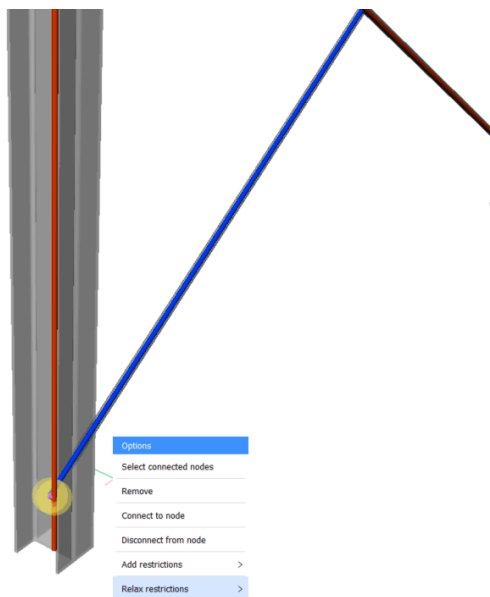 Options
Select connected nodes
Remove
Connect to node
Disconnect from node
Add restrictions >
Relax restrictions >